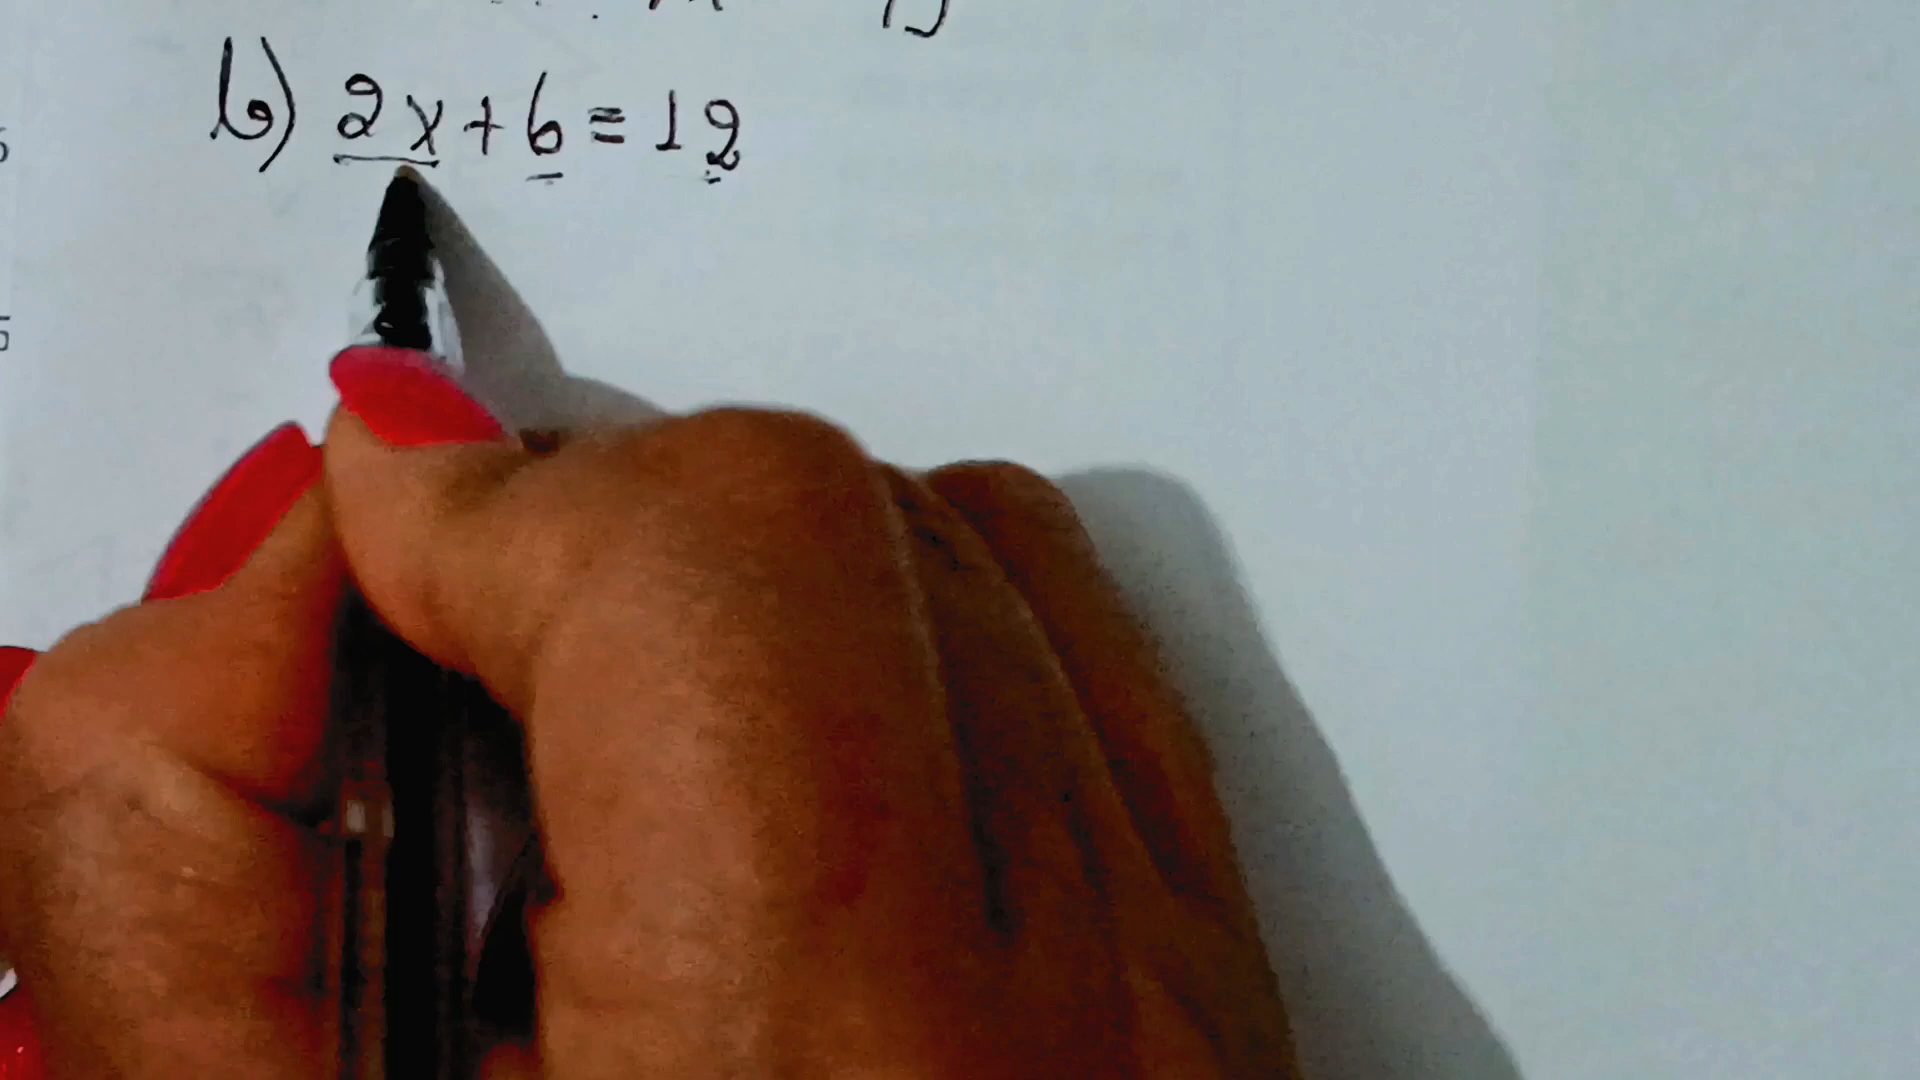 b) 2x + 6 = 12